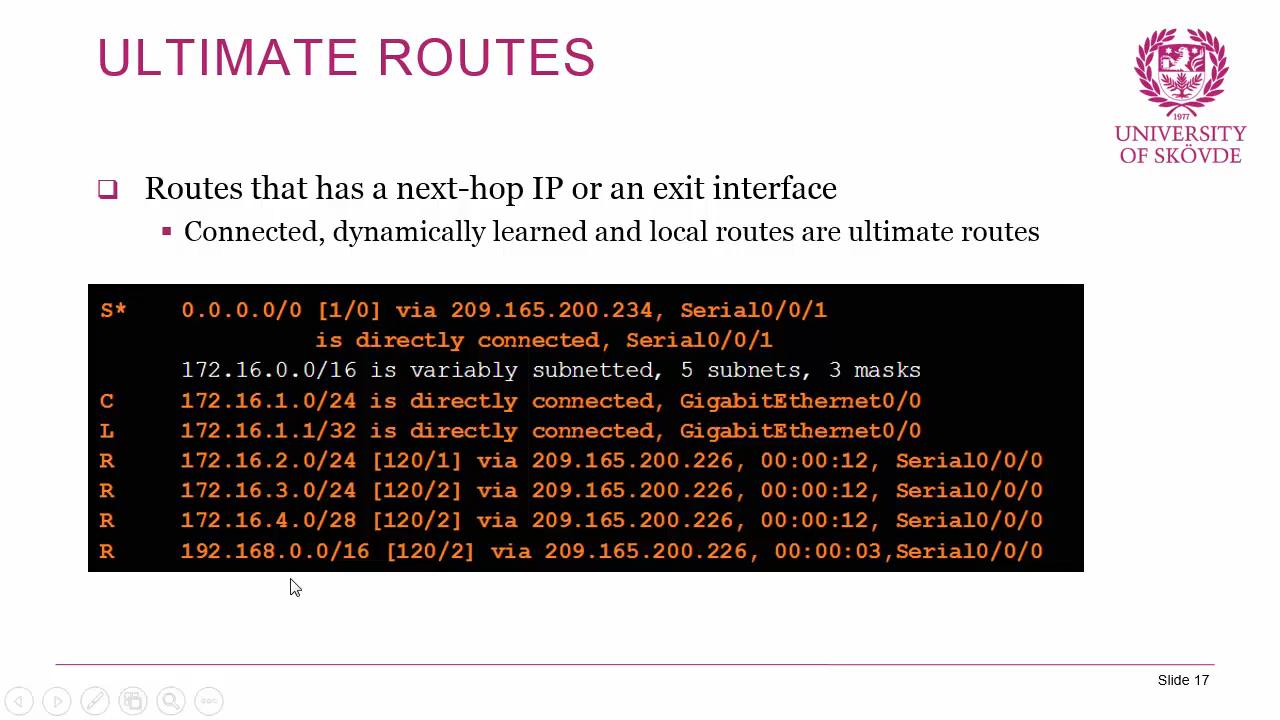 ULTIMATE ROUTES
1977
UNIVERSITY
OF SKÖVDE
Routes that has a next-hop IP or an exit interface
Connected, dynamically learned and local routes are ultimate routes
S* 0.0.0.0/0 [1/0] via 209.165.200.234, Serial0/0/1
is directly connected, Serial0/0/1
172.16.0.0/16 is variably subnetted, 5 subnets, 3 masks
C 172.16.1.0/24 is directly connected, GigabitEthernet0/0
L 172.16.1.1/32 is directly connected, GigabitEthernet0/0
R 172.16.2.0/24 [120/1] via 209.165.200.226, 00:00:12, Serial0/0/0
R 172.16.3.0/24 [120/2] via 209.165.200.226, 00:00:12, Serial0/0/0
R 172.16.4.0/28 [120/2] via 209.165.200.226, 00:00:12, Serial0/0/0
R 192.168.0.0/16 [120/2] via 209.165.200.226, 00:00:03,Serial0/0/0
Slide 17